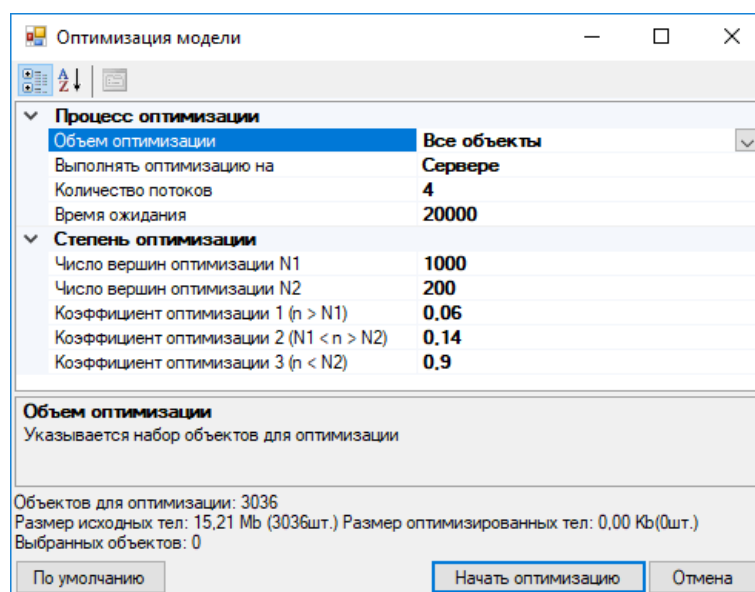 Оптимизация модели
Процесс оптимизации
Объем оптимизации Все объекты
Выполнять оптимизацию на Сервере
Количество потоков 4
Время ожидания 20000
Степень оптимизации
Число вершин оптимизации N1 1000
Число вершин оптимизации N2 200
Коэффициент оптимизации 1 (n > N1) 0,06
Коэффициент оптимизации 2 (N1 < n > N2) 0,14
Коэффициент оптимизации 3 (n < N2) 0,9
Объем оптимизации
Указывается набор объектов для оптимизации
Объектов для оптимизации: 3036
Размер исходных тел: 15,21 Mb (3036шт.) Размер оптимизированных тел: 0,00 Kb(0шт.)
Выбранных объектов: 0
По умолчанию Начать оптимизацию Отмена